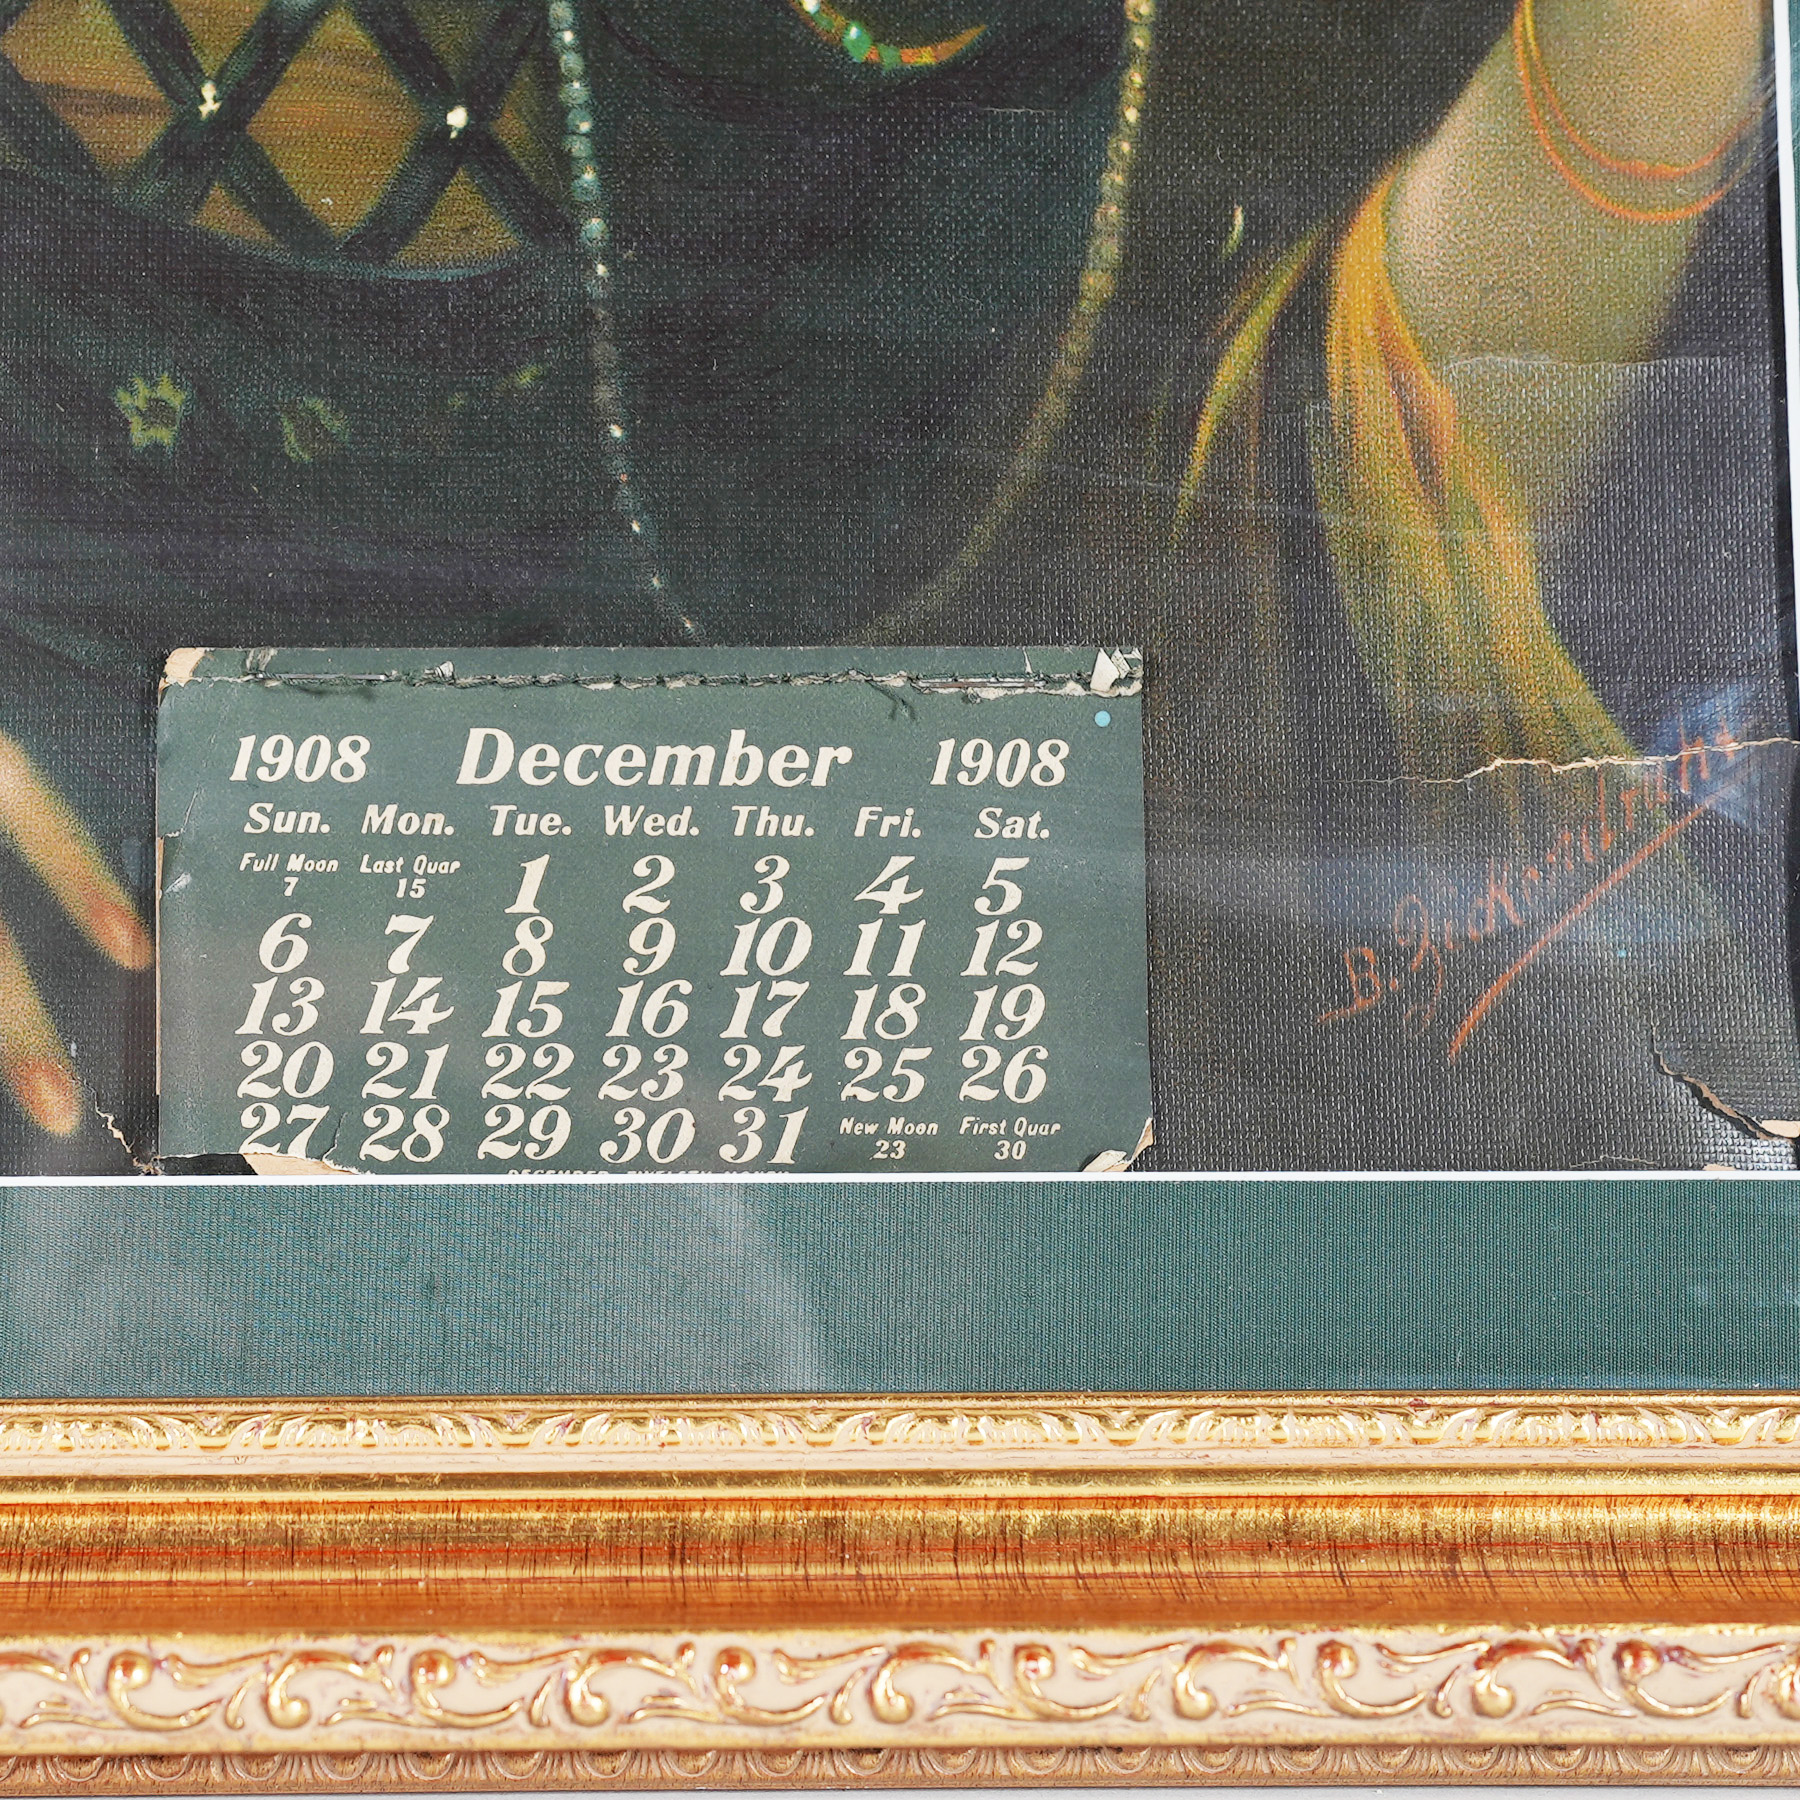 1908 December 1908
Sun. Mon. Tue. Wed. Thu. Fri. Sat.
Full Moon 7 Last Quar 15 1 2 3 4 5
6 7 8 9 10 11 12
13 14 15 16 17 18 19
20 21 22 23 24 25 26
27 28 29 30 31 New Moon 23 First Quar 30
B.